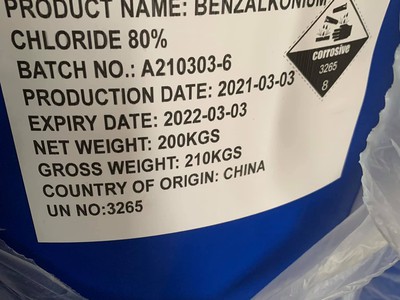 PRODUCT NAME: BENZALKONIUM
CHLORIDE 80%
BATCH NO.: A210303-6
PRODUCTION DATE: 2021-03-03
EXPIRY DATE: 2022-03-03
NET WEIGHT: 200KGS
GROSS WEIGHT: 210KGS
COUNTRY OF ORIGIN: CHINA
UN NO:3265
corrosive
3265
8